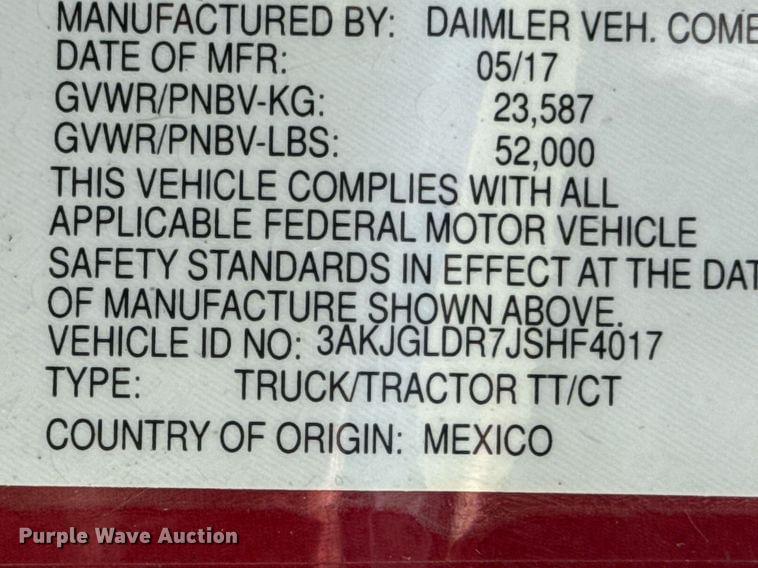 MANUFACTURED BY: DAIMLER VEH. COMB
DATE OF MFR: 05/17
GVWR/PNBV-KG: 23,587
GVWR/PNBV-LBS: 52,000
THIS VEHICLE COMPLIES WITH ALL
APPLICABLE FEDERAL MOTOR VEHICLE
SAFETY STANDARDS IN EFFECT AT THE DAT
OF MANUFACTURE SHOWN ABOVE.
VEHICLE ID NO: 3AKJGLDR7JSHF4017
TYPE: TRUCK/TRACTOR TT/CT
COUNTRY OF ORIGIN: MEXICO
Purple Wave Auction